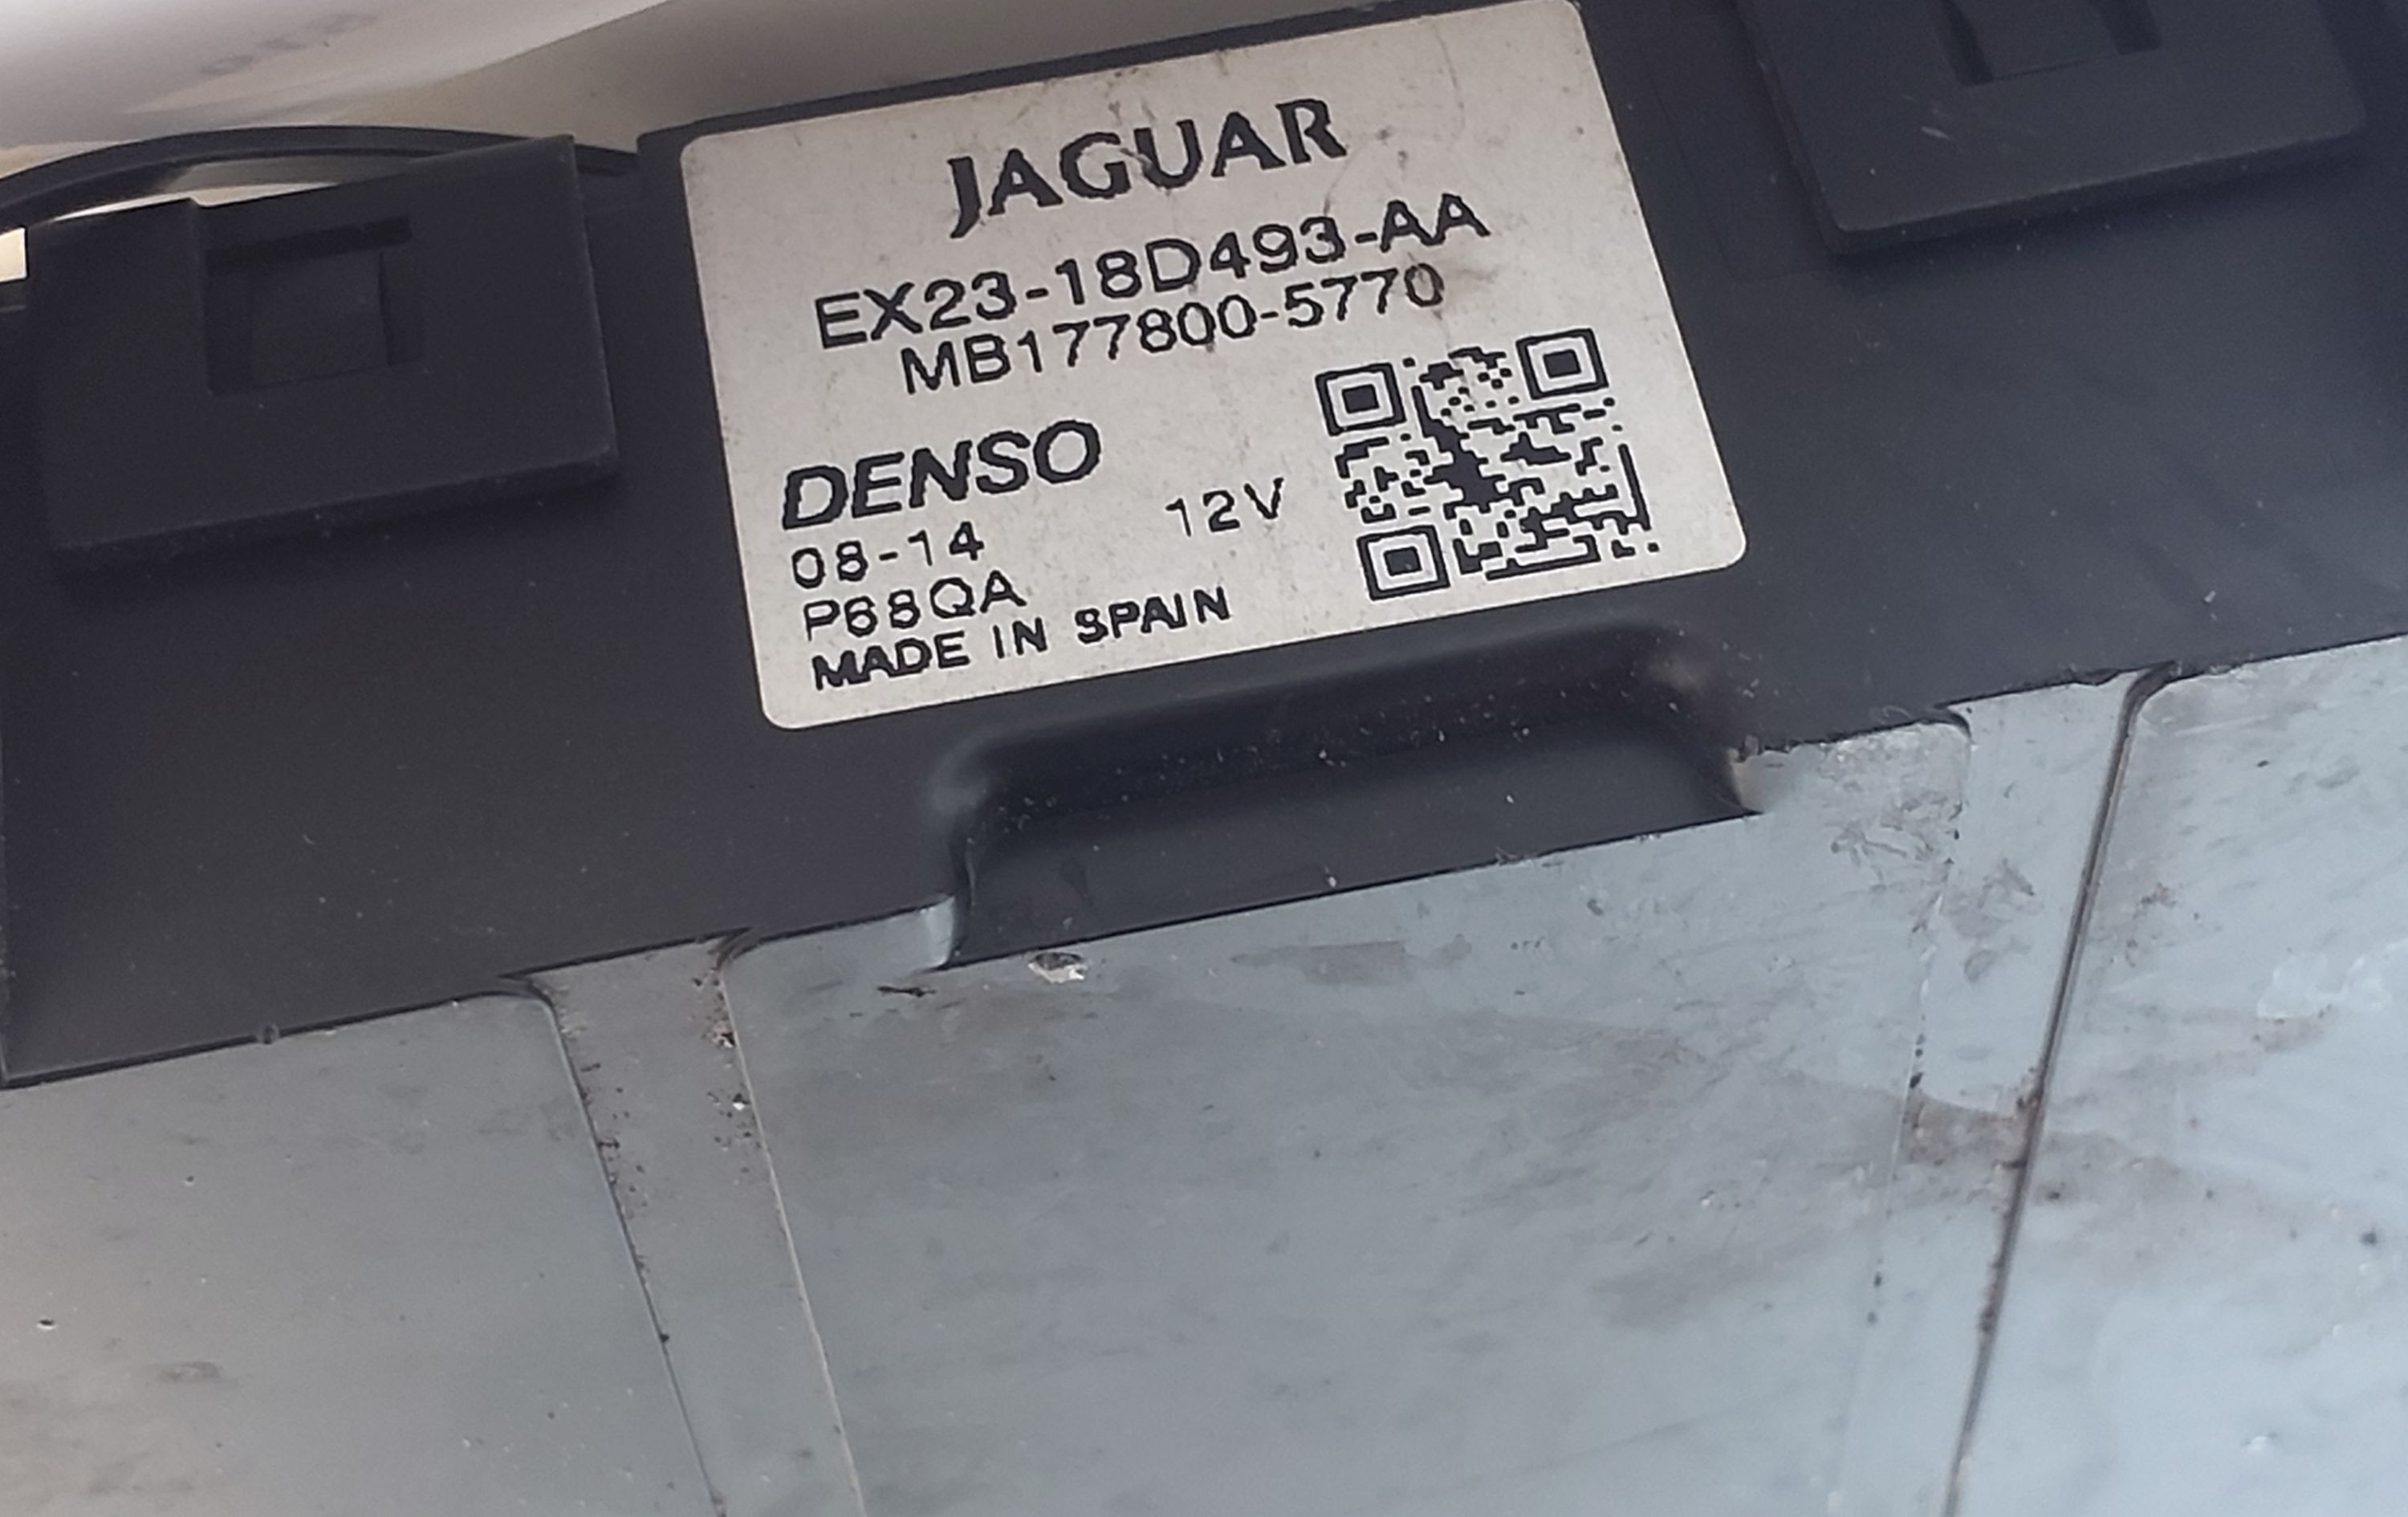 JAGUAR
EX23-18D493-AA
MB177800-5770
DENSO
12V
08-14
P68QA
MADE IN SPAIN